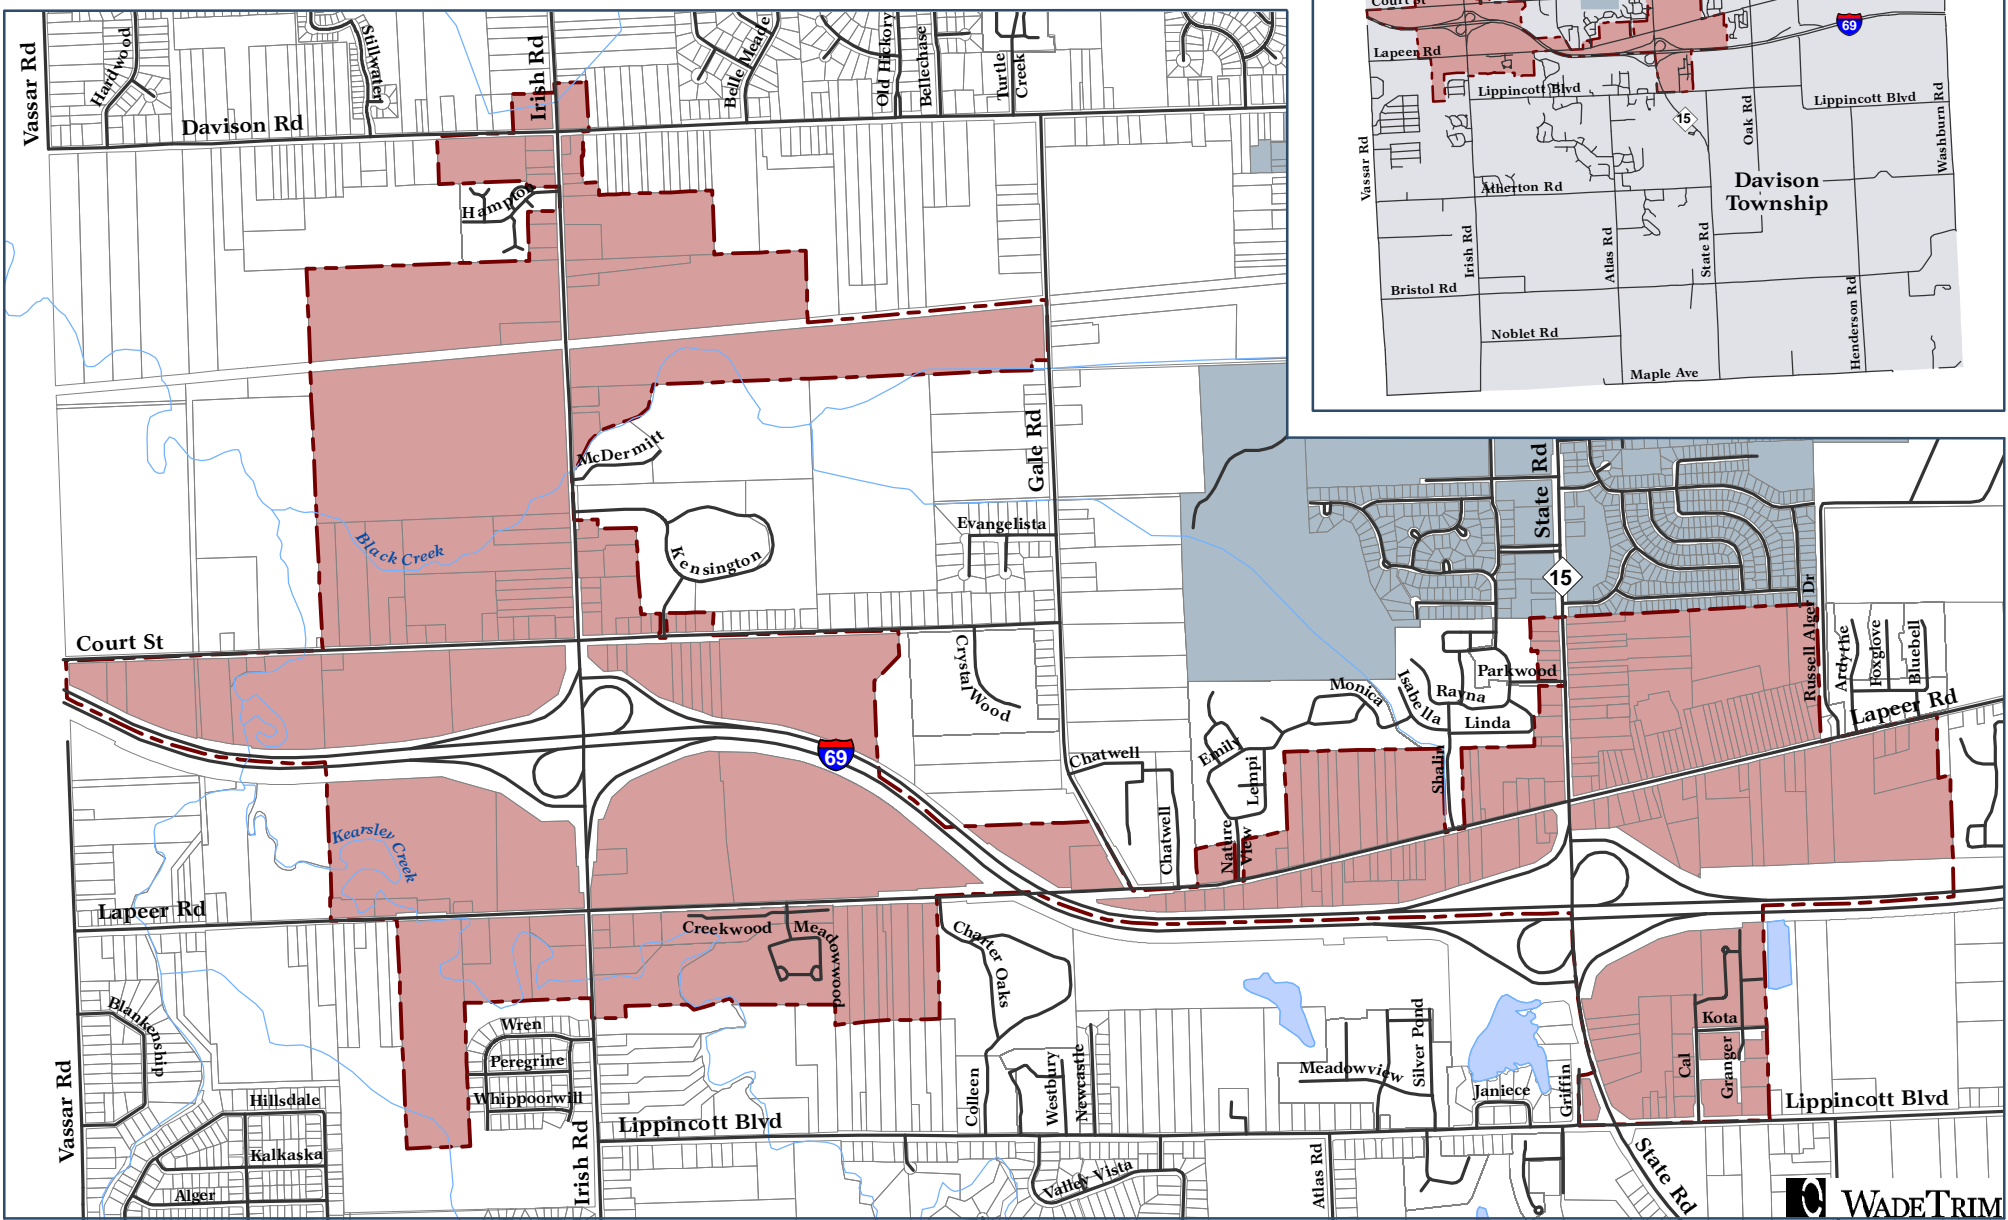 Vassar Rd
Hardwood
Stillwater
Davison Rd
Irish Rd
Belle Meade
Old Hickory
Bellechase
Turtle
Creek
Hampton
McDermitt
Gale Rd
Evangelista
Kensington
Black Creek
Court St
Crystal Wood
69
Kearsley
Creek
Lapeer Rd
Chatwell
Chatwell
Emily
Lempi
Nature
View
Monica
Isabella
Rayna
Parkwood
Linda
Shalin
State Rd
15
Russell Alger Dr
Ardythe
Foxglove
Bluebell
Lapeer Rd
Creekwood
Meadowwood
Charter Oaks
Blankenship
Vassar Rd
Wren
Peregrine
Whippoorwill
Hillsdale
Kalkaska
Alger
Irish Rd
Lippincott Blvd
Colleen
Westbury
Newcastle
Valley Vista
Atlas Rd
Meadowview
Silver Pond
Janiece
Griffin
Kota
Cal
Granger
Lippincott Blvd
State Rd
WADETRIM
Court St
69
Lapeer Rd
Lippincott Blvd
Lippincott Blvd
15
Oak Rd
Washburn Rd
Vassar Rd
Atherton Rd
Davison
Township
Irish Rd
Atlas Rd
State Rd
Bristol Rd
Henderson Rd
Noblet Rd
Maple Ave